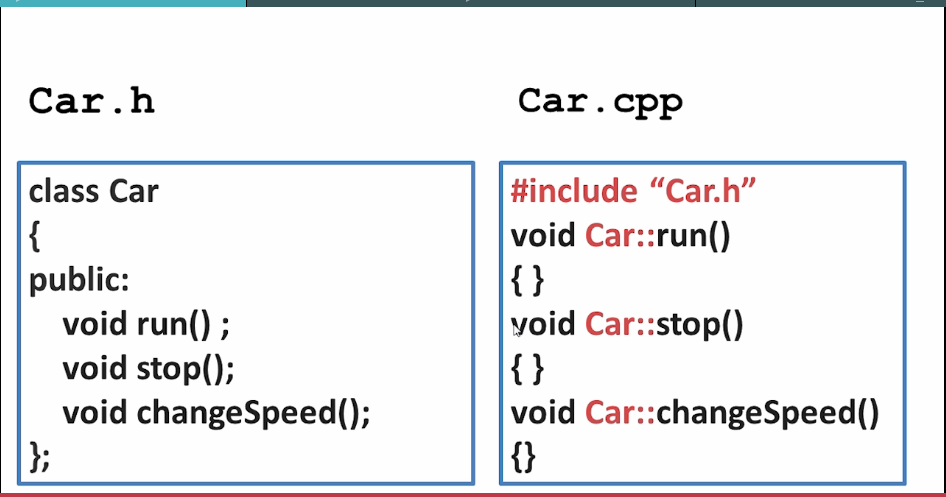 Car.h
class Car
{
public:
void run() ;
void stop();
void changeSpeed();
};
Car.cpp
#include “Car.h”
void Car::run()
{ }
void Car::stop()
{ }
void Car::changeSpeed()
{}